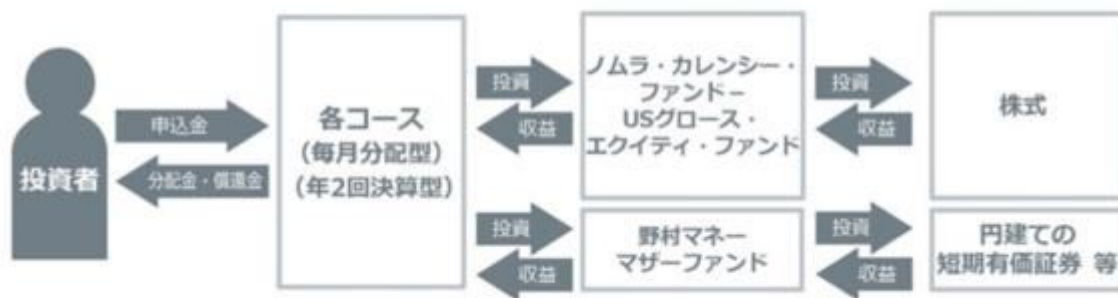 投資者
申込金
分配金・償還金
各コース
(毎月分配型)
(年2回決算型)
投資
収益
ノムラ・カレンシー・
ファンド－
USグロース・
エクイティ・ファンド
投資
収益
株式
投資
収益
野村マネー
マザーファンド
投資
収益
円建ての
短期有価証券 等